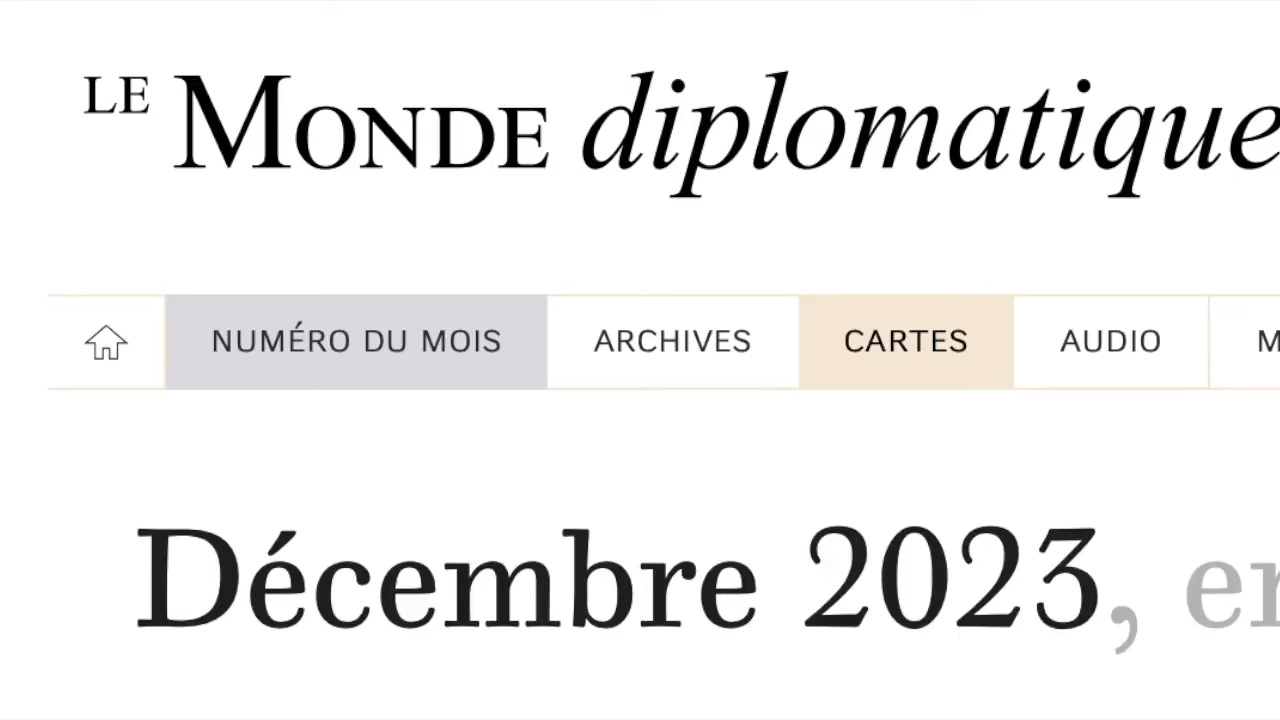 LE MONDE diplomatique
NUMÉRO DU MOIS ARCHIVES CARTES AUDIO
Décembre 2023,